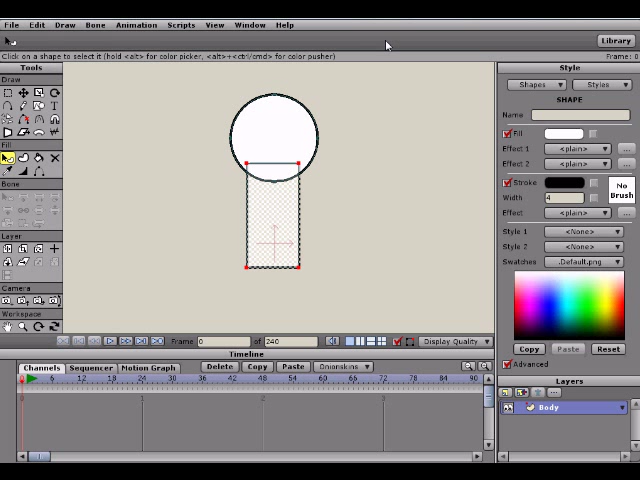 File Edit Draw Bone Animation Scripts View Window Help
Library
Click on a shape to select it (hold <alt> for color picker, <alt>+<ctrl/cmd> for color pusher)
Frame: 0
Tools
Draw
T
Fill
Bone
Layer
Camera
Workspace
Style
Shapes
Styles
SHAPE
Name
Fill
Effect 1 <plain> ...
Effect 2 <plain> ...
Stroke
Width 4
No Brush
Effect <plain> ...
Style 1 <None>
Style 2 <None>
Swatches .Default.png
Copy Paste Reset
Advanced
Layers
Body
Frame 0 of 240
Display Quality
Timeline
Channels Sequencer Motion Graph Delete Copy Paste Onionskins
6 12 18 24 30 36 42 48 54 60 66 72 78 84 90
0 1 2 3